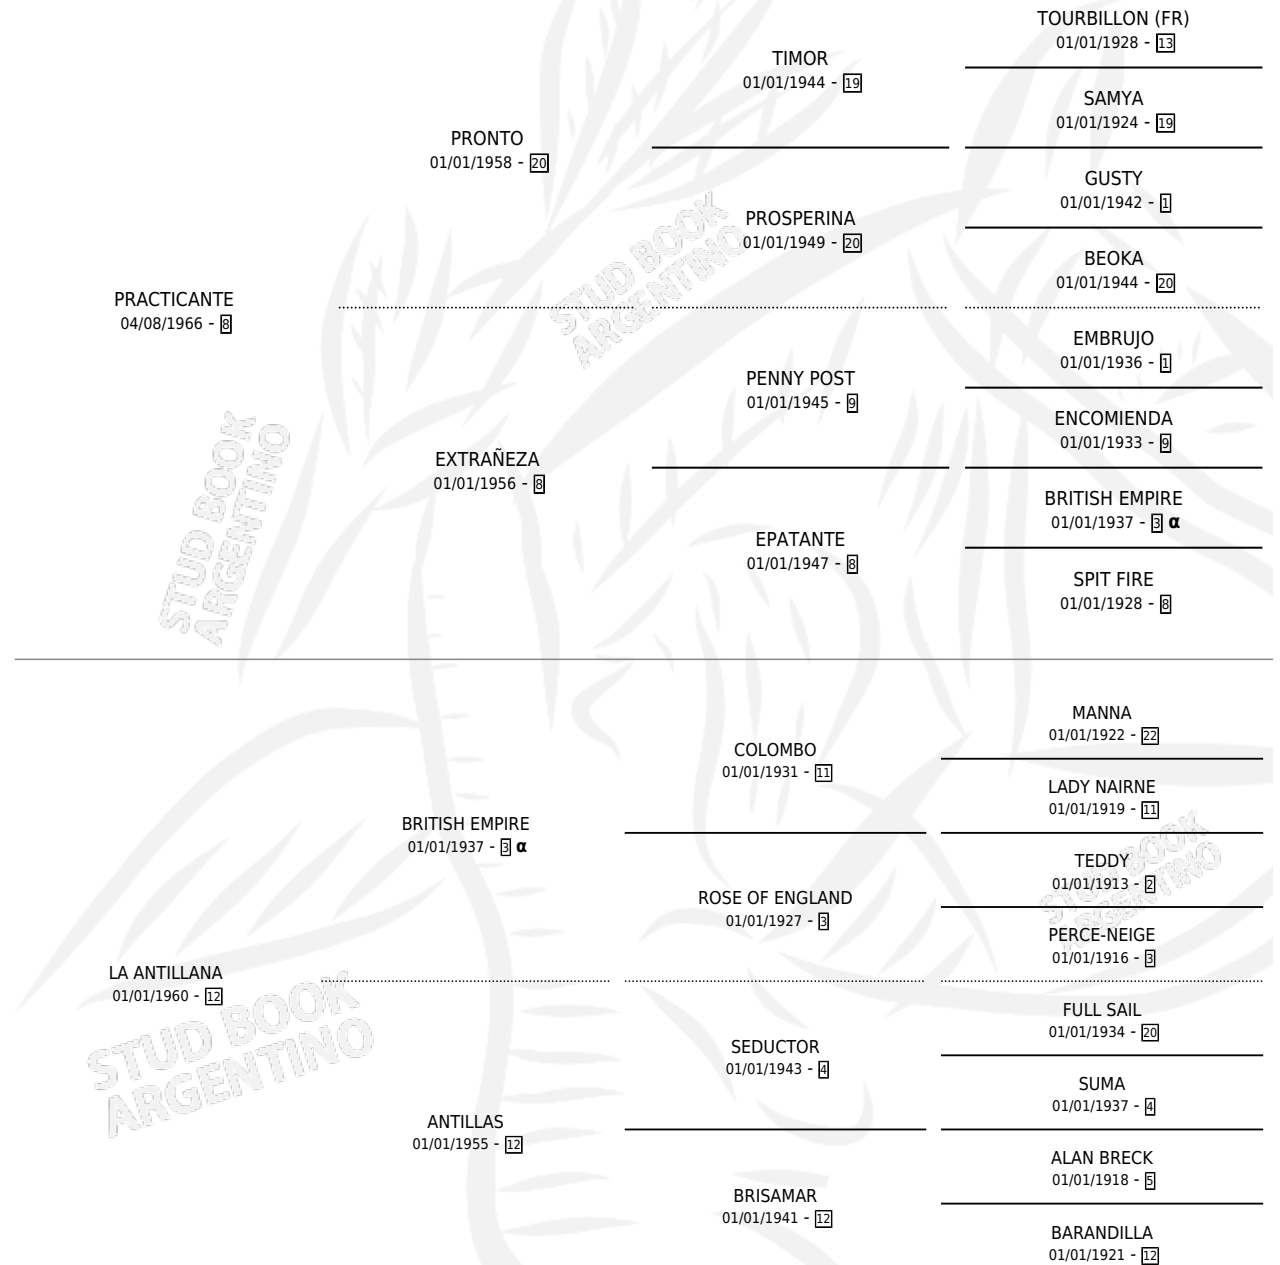 TOURBILLON (FR)
01/01/1928 - 13
TIMOR
01/01/1944 - 19
SAMYA
01/01/1924 - 19
PRONTO
01/01/1958 - 20
GUSTY
01/01/1942 - 1
PROSPERINA
01/01/1949 - 20
BEOKA
01/01/1944 - 20
PRACTICANTE
04/08/1966 - 8
EMBRUJO
01/01/1936 - 1
PENNY POST
01/01/1945 - 9
ENCOMIENDA
01/01/1933 - 9
EXTRAÑEZA
01/01/1956 - 8
BRITISH EMPIRE
01/01/1937 - 3 α
EPATANTE
01/01/1947 - 8
SPIT FIRE
01/01/1928 - 8
MANNA
01/01/1922 - 22
COLOMBO
01/01/1931 - 11
LADY NAIRNE
01/01/1919 - 11
BRITISH EMPIRE
01/01/1937 - 3 α
TEDDY
01/01/1913 - 2
ROSE OF ENGLAND
01/01/1927 - 3
PERCE-NEIGE
01/01/1916 - 3
LA ANTILLANA
01/01/1960 - 12
FULL SAIL
01/01/1934 - 20
SEDUCTOR
01/01/1943 - 4
SUMA
01/01/1937 - 4
ANTILLAS
01/01/1955 - 12
ALAN BRECK
01/01/1918 - 5
BRISAMAR
01/01/1941 - 12
BARANDILLA
01/01/1921 - 12
STUD BOOK
ARGENTINO
STUD BOOK
ARGENTINO
STUD BOOK
ARGENTINO
STUD BOOK
ARGENTINO